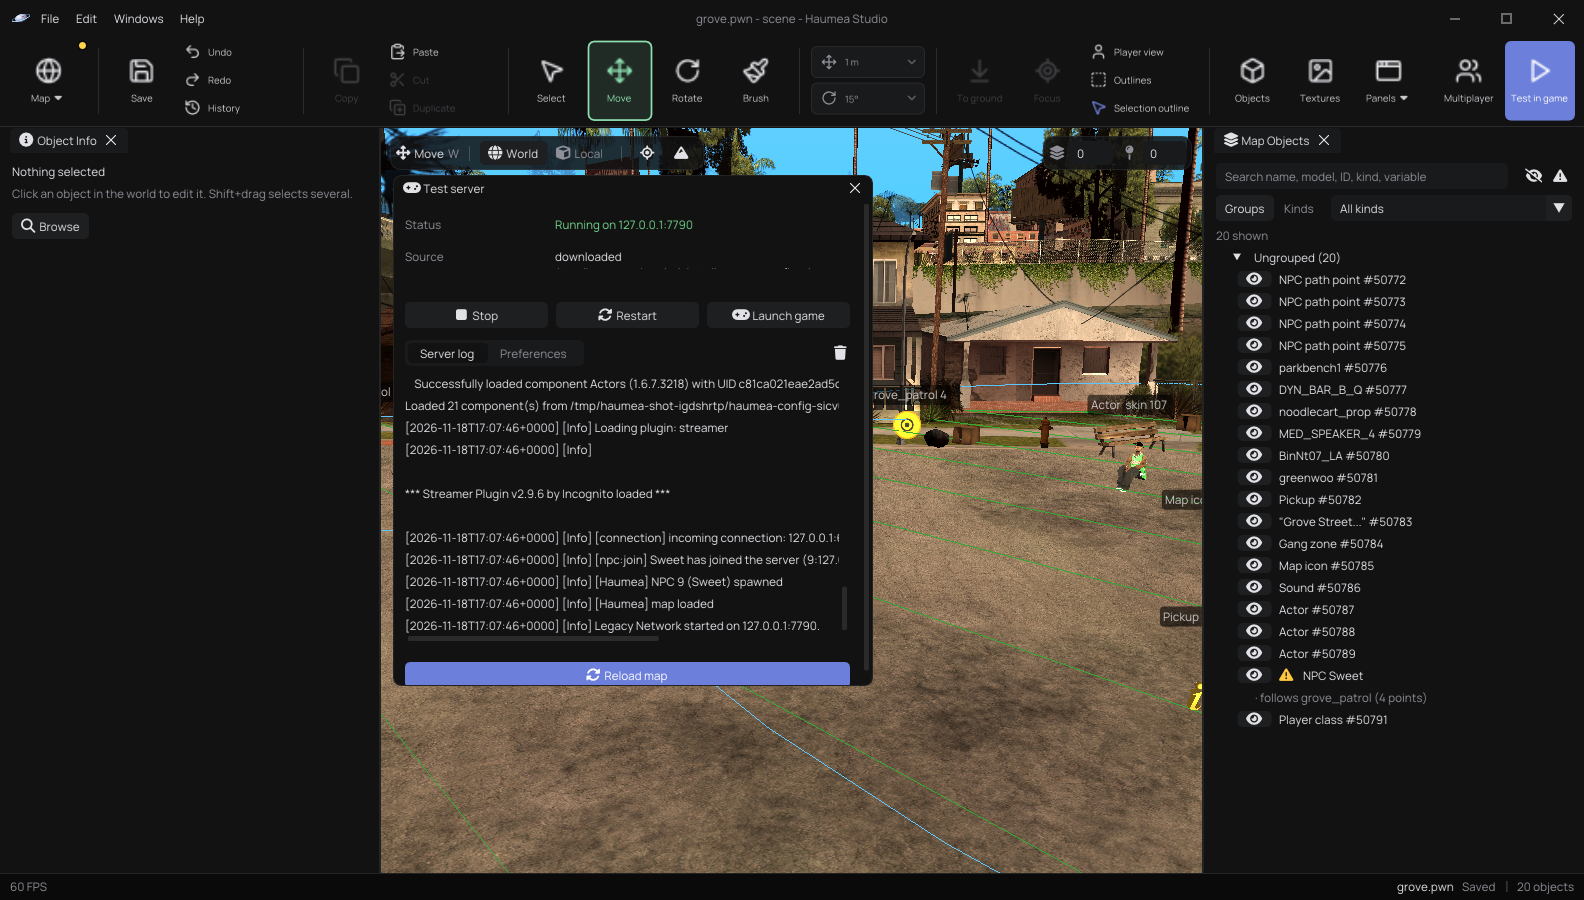 File Edit Windows Help
grove.pwn - scene - Haumea Studio
Map
Save
Undo
Redo
History
Copy
Paste
Cut
Duplicate
Select
Move
Rotate
Brush
1 m
15°
To ground
Focus
Player view
Outlines
Selection outline
Objects
Textures
Panels
Multiplayer
Test in game
Object Info
Nothing selected
Click an object in the world to edit it. Shift+drag selects several.
Browse
Move W
World
Local
0
0
Test server
Status Running on 127.0.0.1:7790
Source downloaded
Stop
Restart
Launch game
Server log
Preferences
Successfully loaded component Actors (1.6.7.3218) with UID c81ca021eae2ad5c
Loaded 21 component(s) from /tmp/haumea-shot-igdshrtp/haumea-config-sicv
[2026-11-18T17:07:46+0000] [Info] Loading plugin: streamer
[2026-11-18T17:07:46+0000] [Info]
*** Streamer Plugin v2.9.6 by Incognito loaded ***
[2026-11-18T17:07:46+0000] [Info] [connection] incoming connection: 127.0.0.1:
[2026-11-18T17:07:46+0000] [Info] [npc:join] Sweet has joined the server (9:127.
[2026-11-18T17:07:46+0000] [Info] [Haumea] NPC 9 (Sweet) spawned
[2026-11-18T17:07:46+0000] [Info] [Haumea] map loaded
[2026-11-18T17:07:46+0000] [Info] Legacy Network started on 127.0.0.1:7790.
Reload map
rove_patrol 4
Actor skin 107
Map ic
Pickup
Map Objects
Search name, model, ID, kind, variable
Groups
Kinds
All kinds
20 shown
Ungrouped (20)
NPC path point #50772
NPC path point #50773
NPC path point #50774
NPC path point #50775
parkbench1 #50776
DYN_BAR_B_Q #50777
noodlecart_prop #50778
MED_SPEAKER_4 #50779
BinNt07_LA #50780
greenwoo #50781
Pickup #50782
"Grove Street..." #50783
Gang zone #50784
Map icon #50785
Sound #50786
Actor #50787
Actor #50788
Actor #50789
NPC Sweet
· follows grove_patrol (4 points)
Player class #50791
60 FPS
grove.pwn Saved | 20 objects